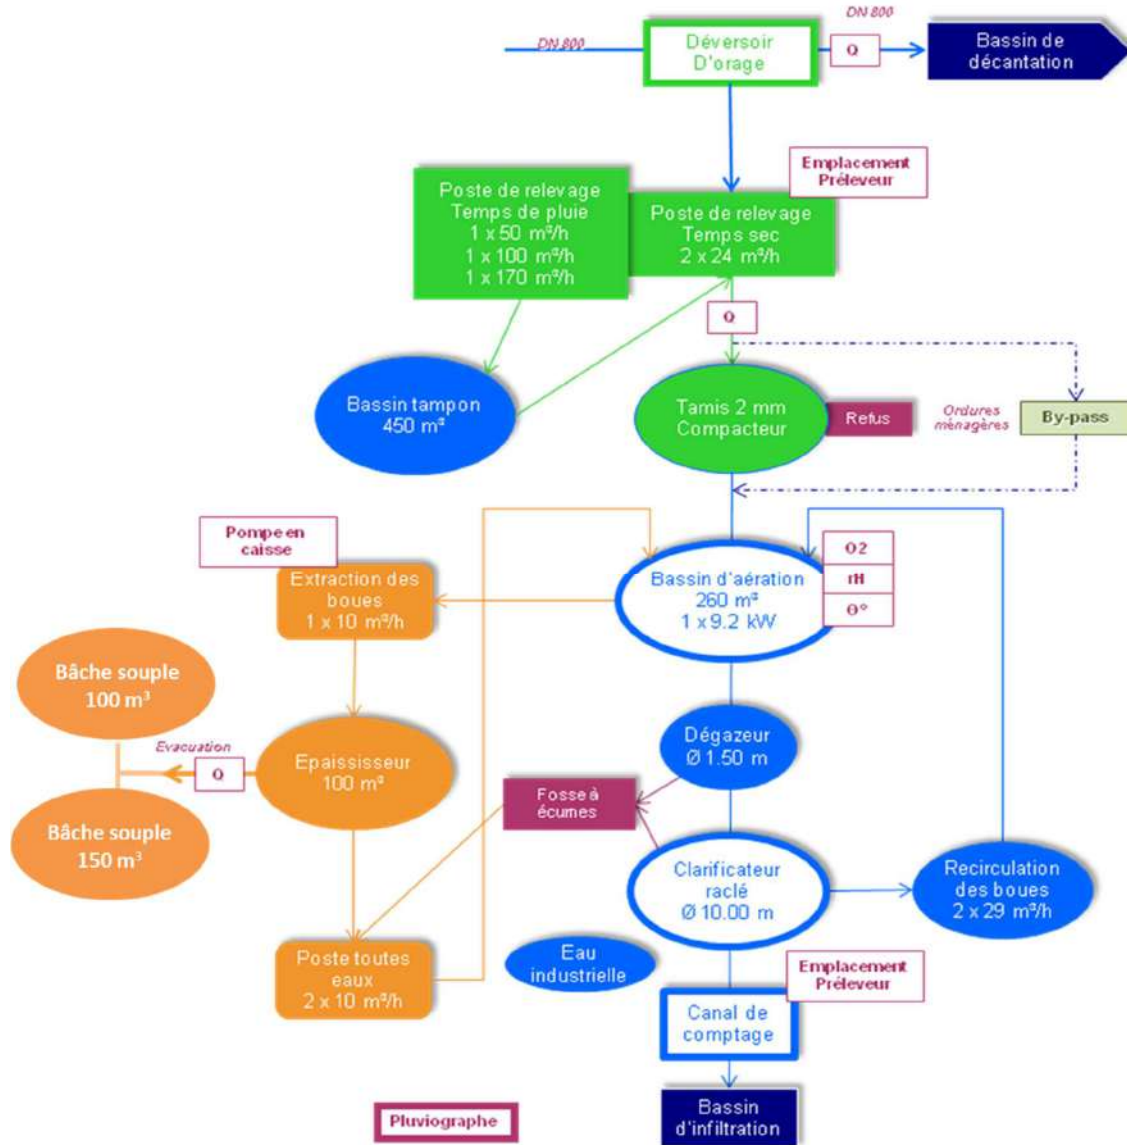 DN 800
DN 800
Déversoir
D'orage
Q
Bassin de
décantation
Emplacement
Préleveur
Poste de relevage
Temps de pluie
1 x 50 m³/h
1 x 100 m³/h
1 x 170 m³/h
Poste de relevage
Temps sec
2 x 24 m³/h
Q
Bassin tampon
450 m³
Tamis 2 mm
Compacteur
Refus
Ordures
ménagères
By-pass
Pompe en
caisse
Extraction des
boues
1 x 10 m³/h
Bassin d'aération
260 m³
1 x 9.2 kW
O2
rH
Θ°
Bâche souple
100 m³
Evacuation
Q
Epaississeur
100 m³
Dégazeur
Ø 1.50 m
Fosse à
écumes
Bâche souple
150 m³
Clarificateur
raclé
Ø 10.00 m
Recirculation
des boues
2 x 29 m³/h
Poste toutes
eaux
2 x 10 m³/h
Eau
industrielle
Emplacement
Préleveur
Canal de
comptage
Pluviographe
Bassin
d'infiltration